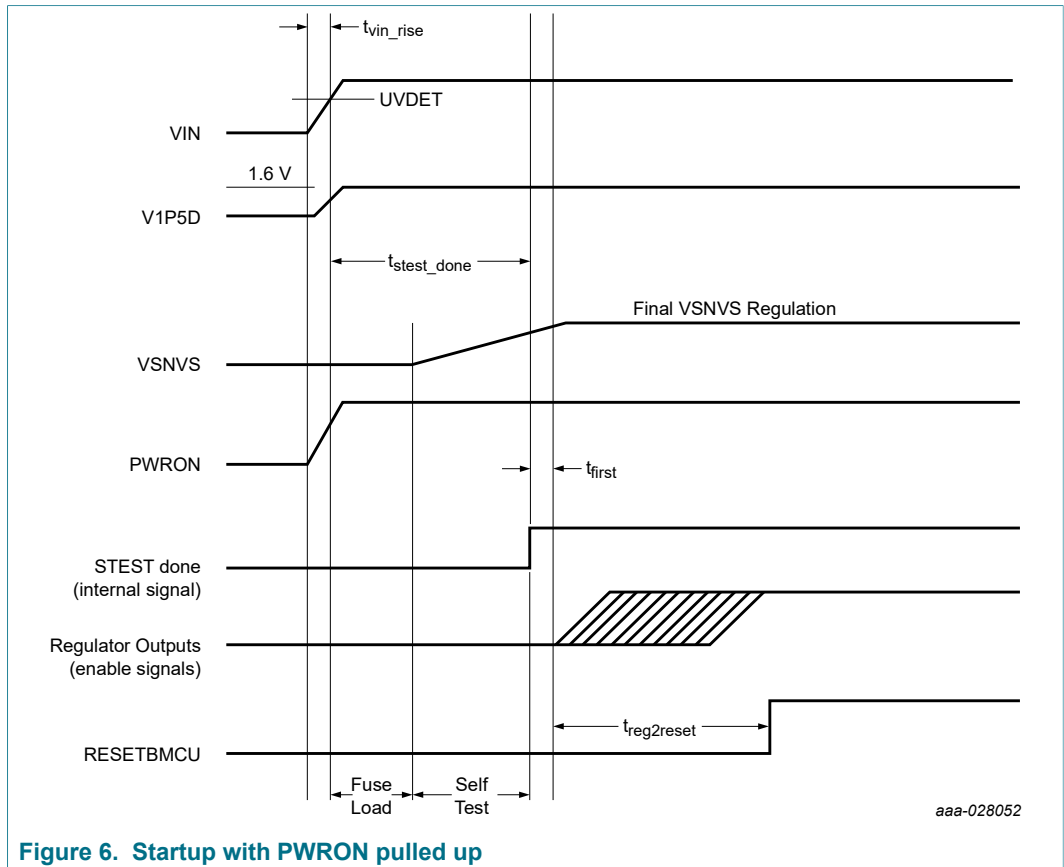 tvin_rise
UVDET
VIN
1.6 V
V1P5D
tstest_done
Final VSNVS Regulation
VSNVS
PWRON
tfirst
STEST done
(internal signal)
Regulator Outputs
(enable signals)
treg2reset
RESETBMCU
Fuse
Load
Self
Test
aaa-028052
Figure 6. Startup with PWRON pulled up